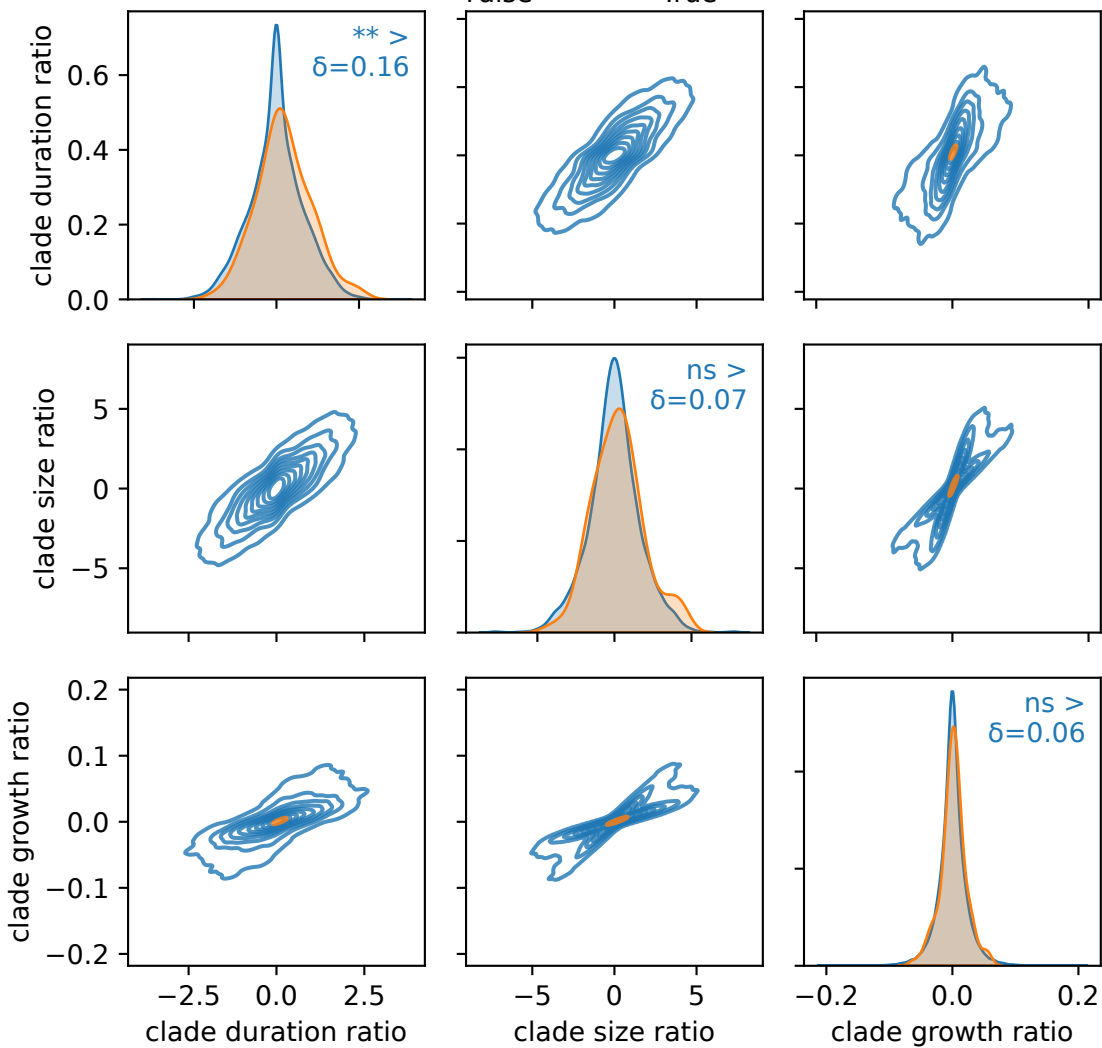 False True
clade duration ratio
0.6
0.4
0.2
0.0
** >
δ=0.16
clade size ratio
5
0
−5
ns >
δ=0.07
clade growth ratio
0.2
0.1
0.0
−0.1
−0.2
ns >
δ=0.06
−2.5 0.0 2.5
−5 0 5
−0.2 0.0 0.2
clade duration ratio
clade size ratio
clade growth ratio